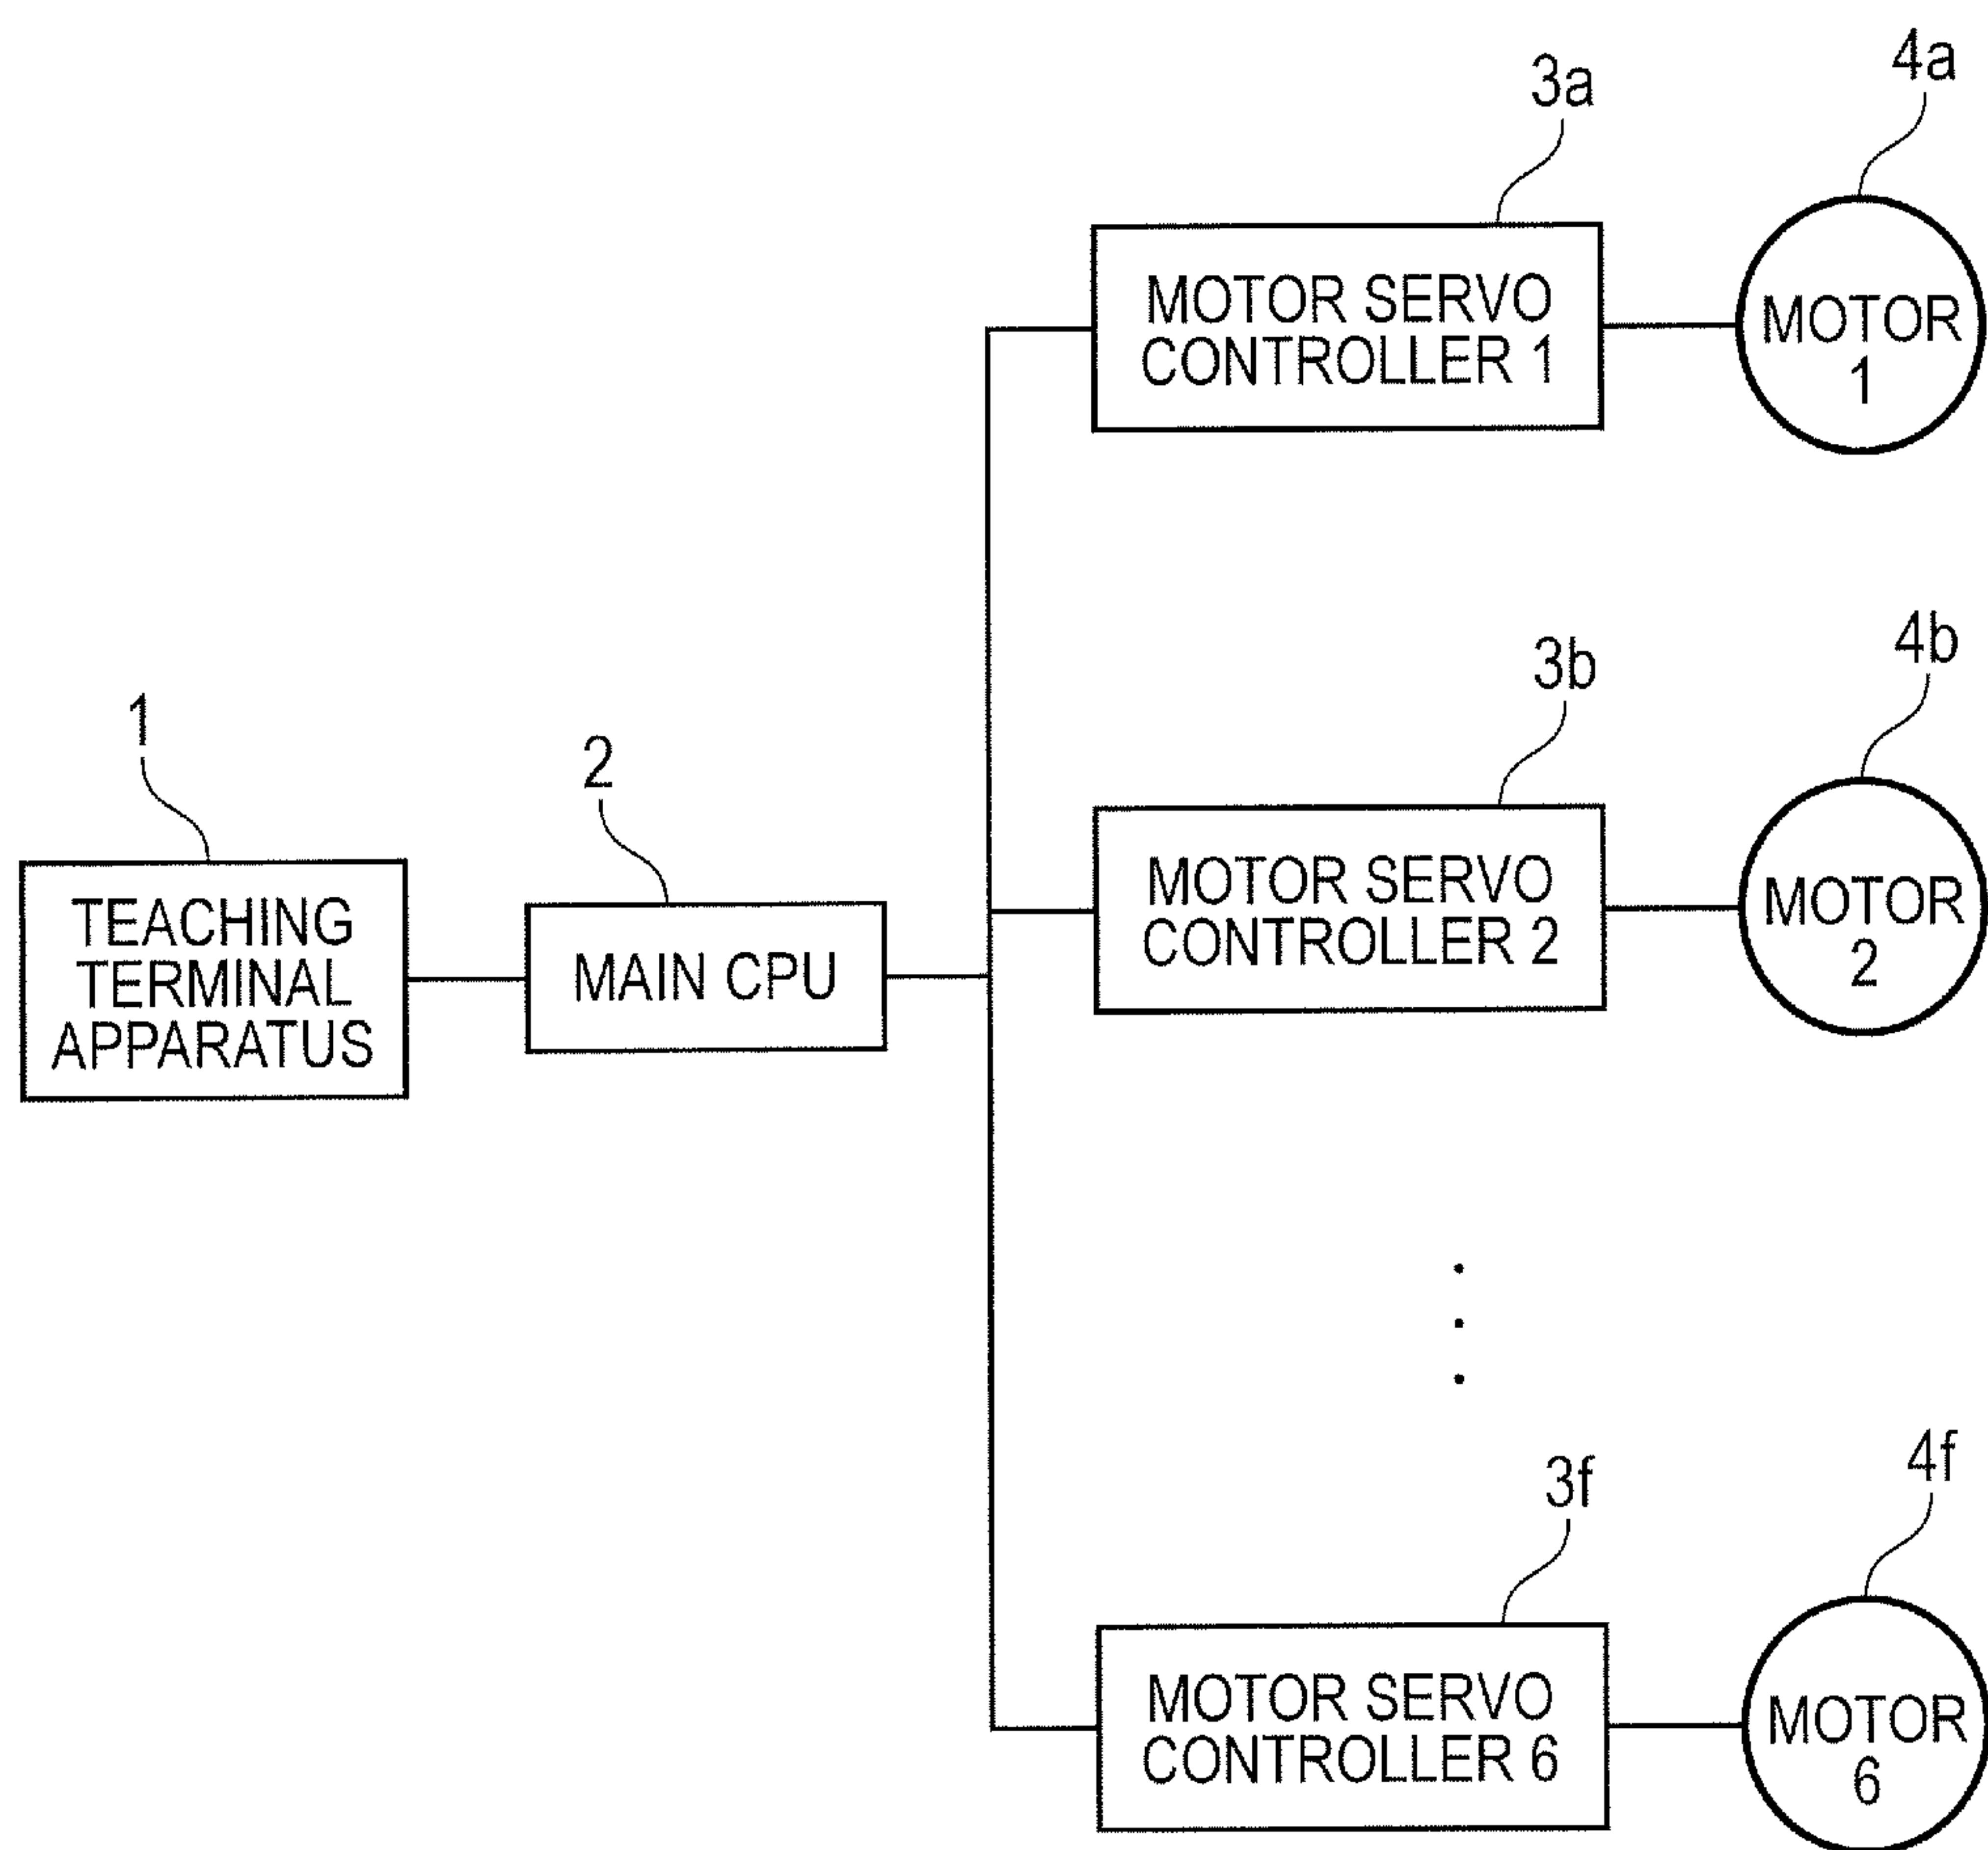 4a
3a
MOTOR SERVO
CONTROLLER 1
MOTOR
1
4b
3b
1
2
MOTOR SERVO
CONTROLLER 2
MOTOR
2
TEACHING
TERMINAL
APPARATUS
MAIN CPU
4f
3f
MOTOR SERVO
CONTROLLER 6
MOTOR
6